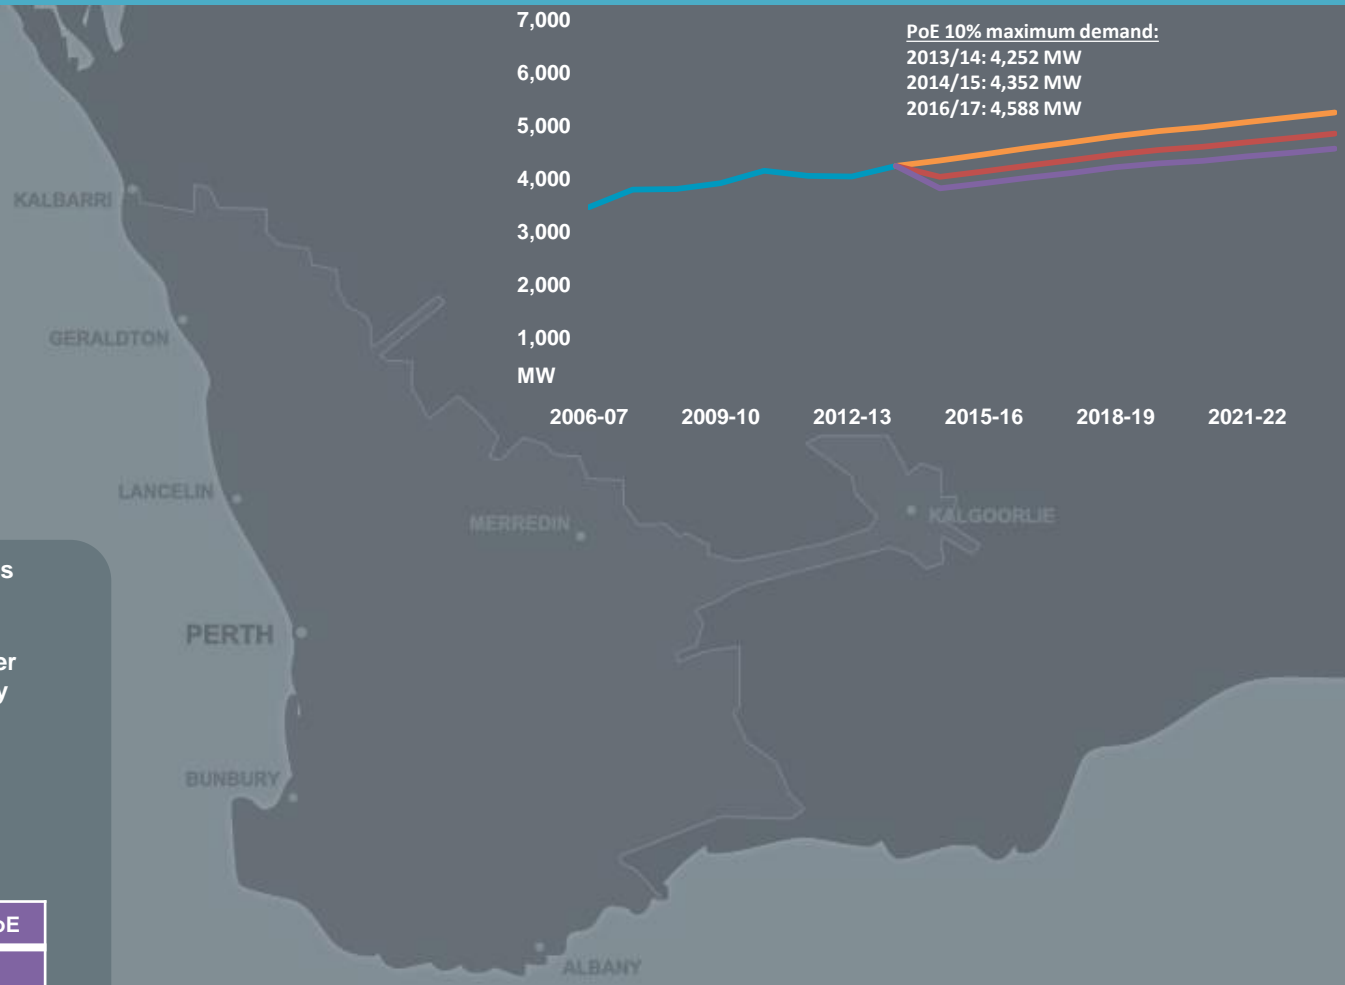 7,000
6,000
5,000
4,000
3,000
2,000
1,000
MW
2006-07 2009-10 2012-13 2015-16 2018-19 2021-22
PoE 10% maximum demand:
2013/14: 4,252 MW
2014/15: 4,352 MW
2016/17: 4,588 MW
KALBARRI
GERALDTON
LANCELIN
MERREDIN
KALGOORLIE
PERTH
BUNBURY
ALBANY
s
er
y
oE